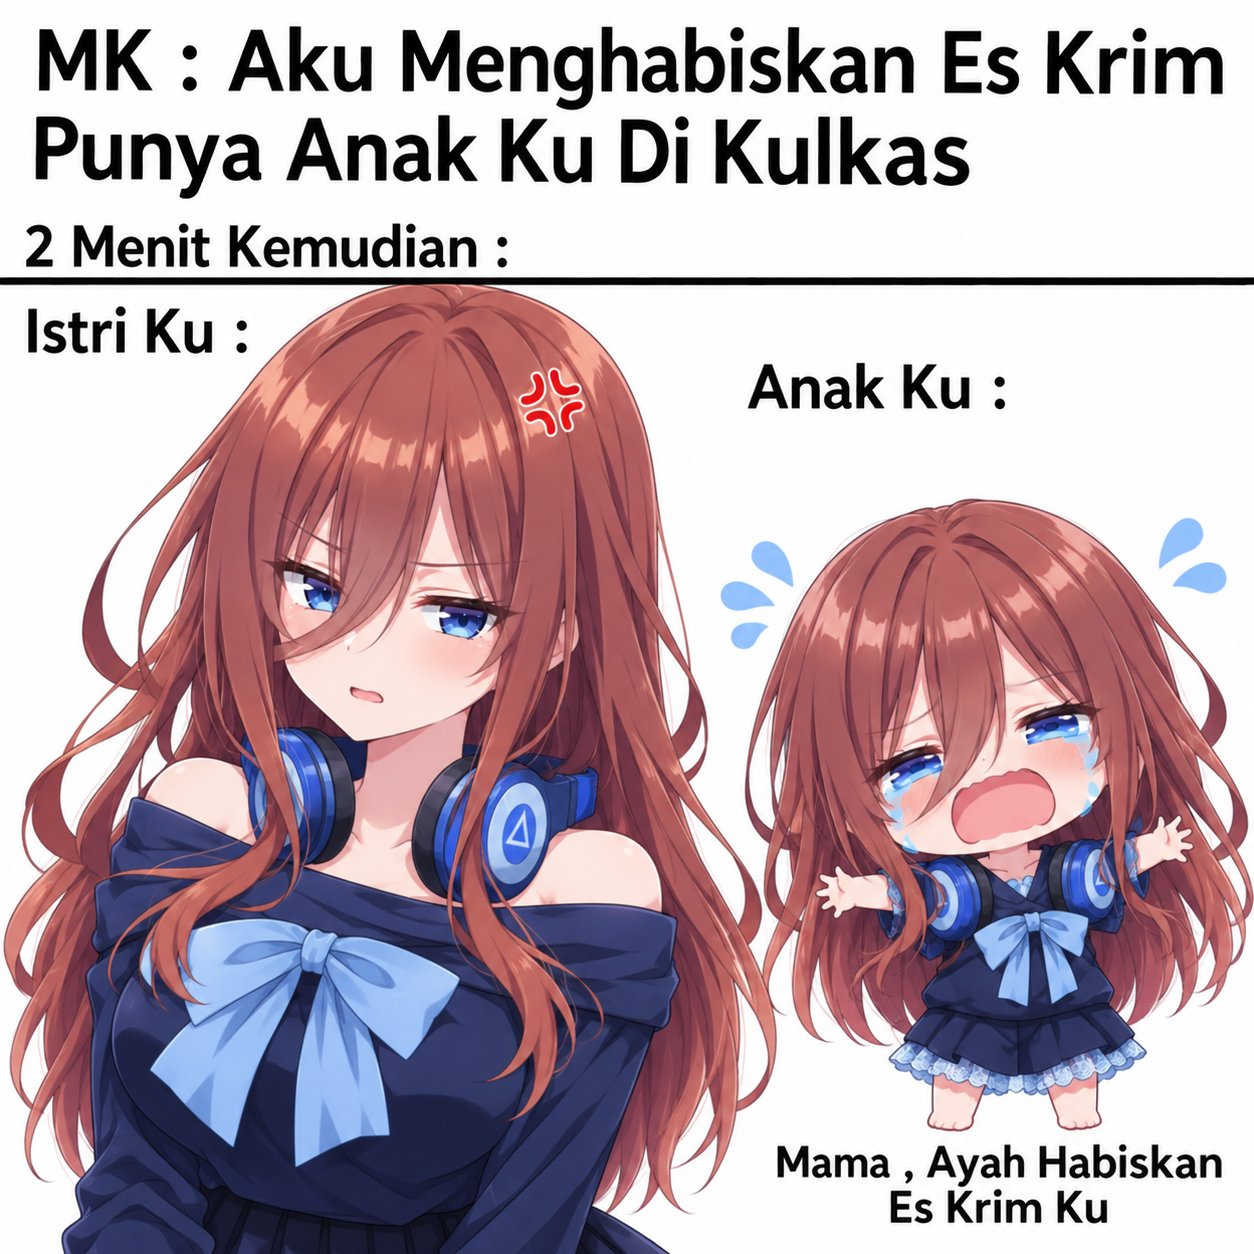 MK : Aku Menghabiskan Es Krim
Punya Anak Ku Di Kulkas
2 Menit Kemudian :
Istri Ku :
Anak Ku :
Mama , Ayah Habiskan
Es Krim Ku